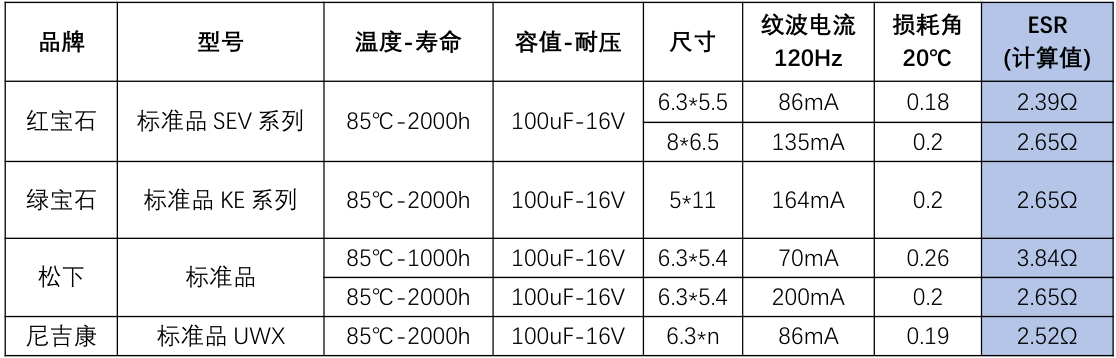 品牌 型号 温度-寿命 容值-耐压 尺寸 纹波电流 120Hz 损耗角 20℃ ESR (计算值)
红宝石 标准品 SEV 系列 85℃-2000h 100uF-16V 6.3*5.5 86mA 0.18 2.39Ω
8*6.5 135mA 0.2 2.65Ω
绿宝石 标准品 KE 系列 85℃-2000h 100uF-16V 5*11 164mA 0.2 2.65Ω
松下 标准品 85℃-1000h 100uF-16V 6.3*5.4 70mA 0.26 3.84Ω
85℃-2000h 100uF-16V 6.3*5.4 200mA 0.2 2.65Ω
尼吉康 标准品 UWX 85℃-2000h 100uF-16V 6.3*n 86mA 0.19 2.52Ω